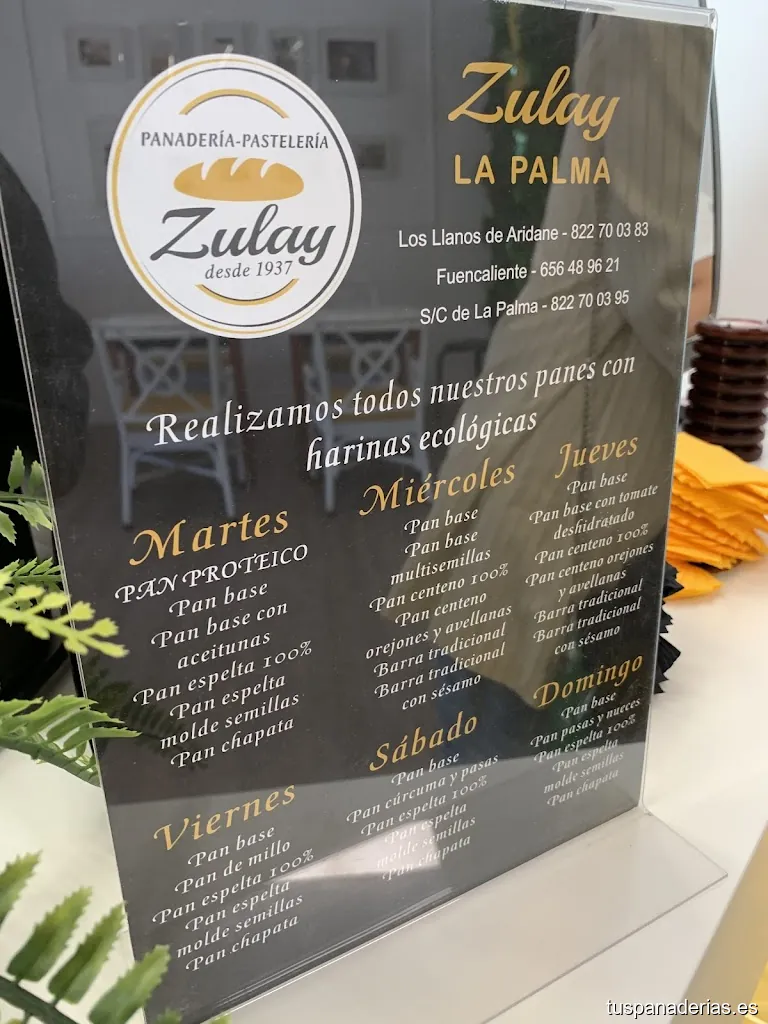 PANADERÍA-PASTELERÍA
Zulay
desde 1937
Zulay
LA PALMA
Los Llanos de Aridane - 822 70 03 83
Fuencaliente - 656 48 96 21
S/C de La Palma - 822 70 03 95
Realizamos todos nuestros panes con
harinas ecológicas
Martes
PAN PROTEICO
Pan base
Pan base con
aceitunas
Pan espelta 100%
Pan espelta
molde semillas
Pan chapata
Miércoles
Pan base
Pan base
multisemillas
Pan centeno 100%
Pan centeno
orejones y avellanas
Barra tradicional
Barra tradicional
con sésamo
Jueves
Pan base
Pan base con tomate
deshidratado
Pan centeno 100%
Pan centeno orejones
y avellanas
Barra tradicional
Barra tradicional
con sésamo
Viernes
Pan base
Pan de millo
Pan espelta 100%
Pan espelta
molde semillas
Pan chapata
Sábado
Pan base
Pan cúrcuma y pasas
Pan espelta 100%
Pan espelta
molde semillas
Pan chapata
Domingo
Pan base
Pan pasas y nueces
Pan espelta 100%
Pan espelta
molde semillas
Pan chapata
tuspanaderias.es